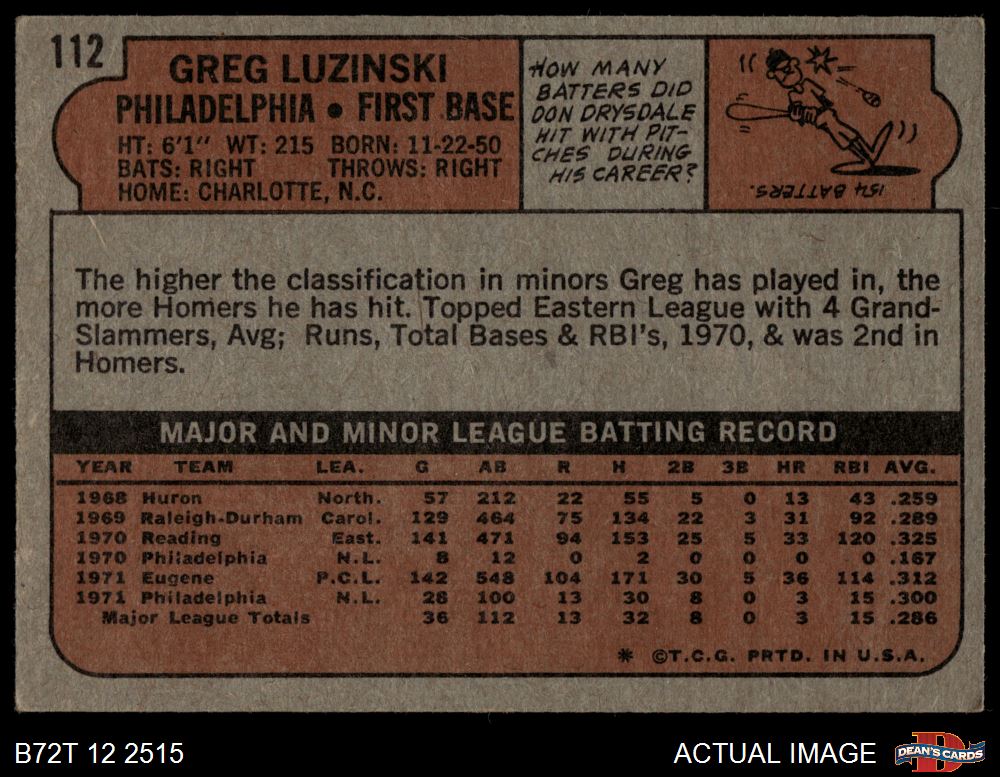 112
GREG LUZINSKI
PHILADELPHIA • FIRST BASE
HT: 6'1" WT: 215 BORN: 11-22-50
BATS: RIGHT THROWS: RIGHT
HOME: CHARLOTTE, N.C.
HOW MANY
BATTERS DID
DON DRYSDALE
HIT WITH PIT-
CHES DURING
HIS CAREER?
154 BATTERS.
The higher the classification in minors Greg has played in, the
more Homers he has hit. Topped Eastern League with 4 Grand-
Slammers, Avg; Runs, Total Bases & RBI's, 1970, & was 2nd in
Homers.
MAJOR AND MINOR LEAGUE BATTING RECORD
YEAR TEAM LEA. G AB R H 2B 3B HR RBI AVG.
1968 Huron North. 57 212 22 55 5 0 13 43 .259
1969 Raleigh-Durham Carol. 129 464 75 134 22 3 31 92 .289
1970 Reading East. 141 471 94 153 25 5 33 120 .325
1970 Philadelphia N.L. 8 12 0 2 0 0 0 0 .167
1971 Eugene P.C.L. 142 548 104 171 30 5 36 114 .312
1971 Philadelphia N.L. 28 100 13 30 8 0 3 15 .300
Major League Totals 36 112 13 32 8 0 3 15 .286
* ©T.C.G. PRTD. IN U.S.A.
B72T 12 2515
ACTUAL IMAGE
D
DEAN'S CARDS